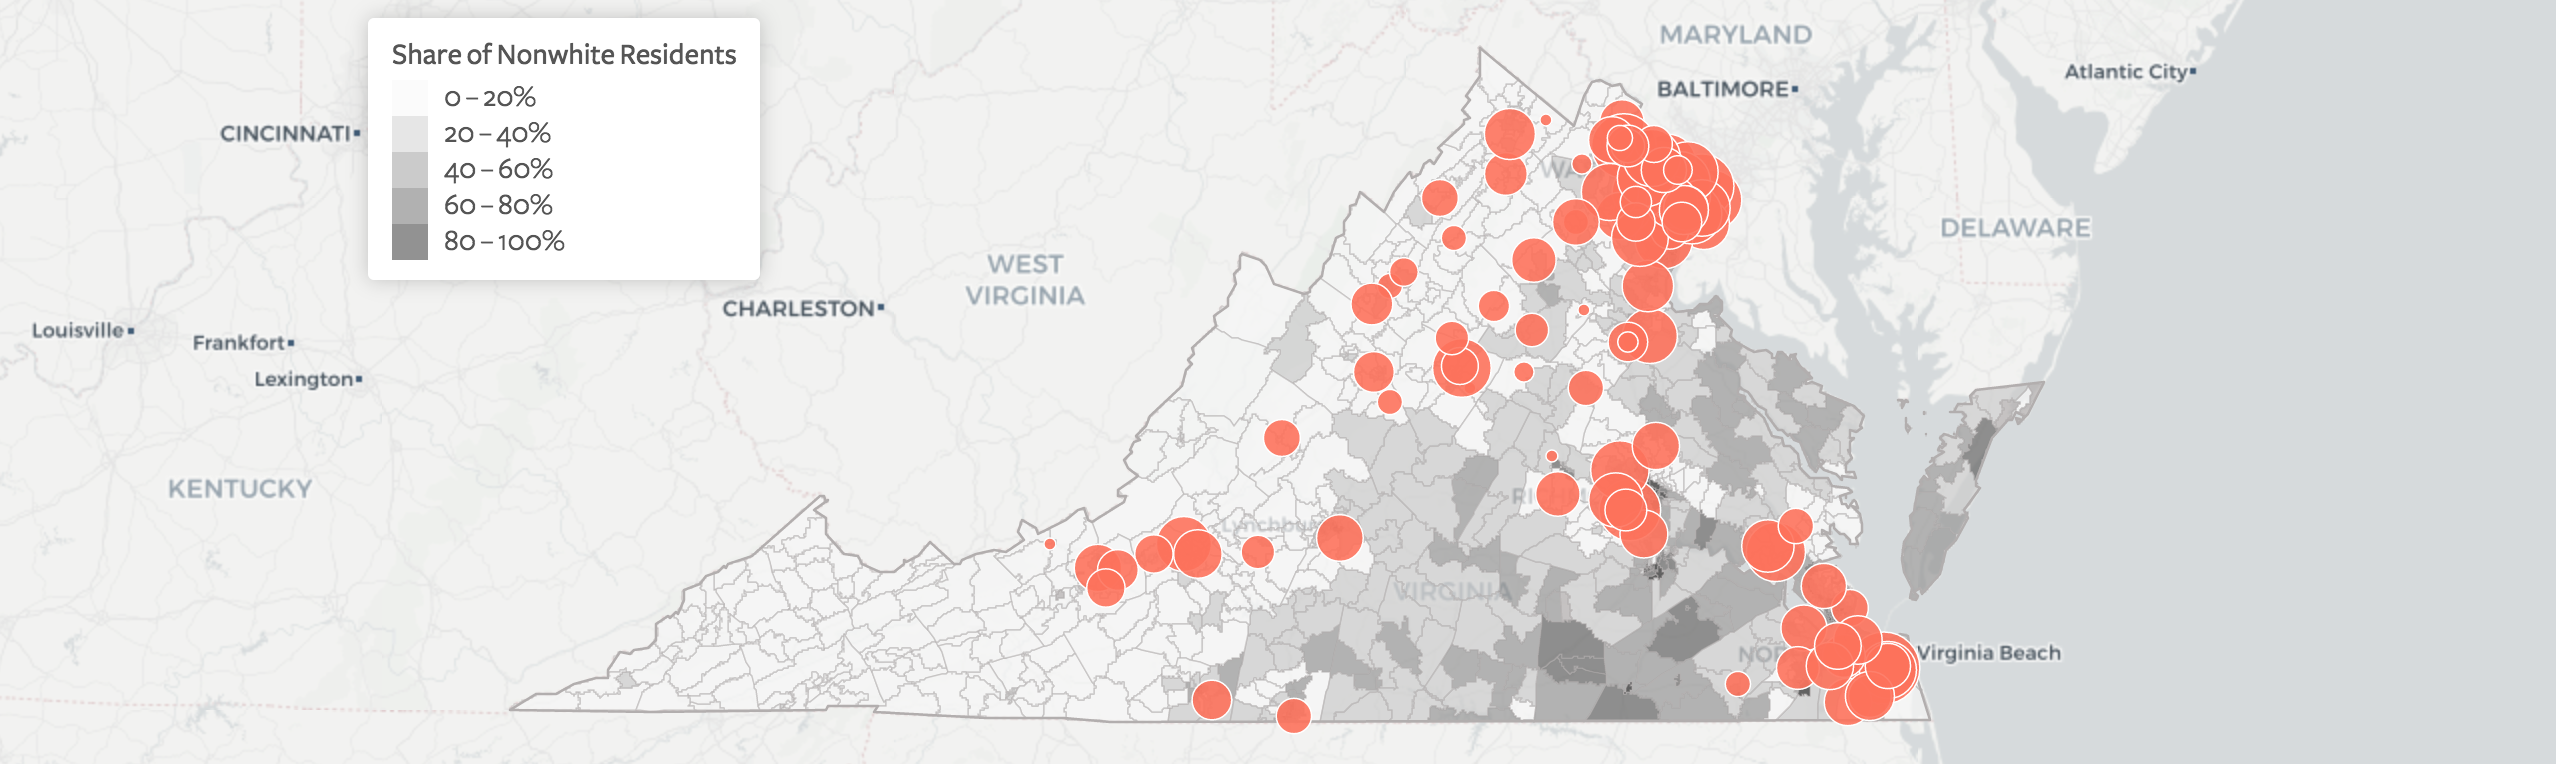 Share of Nonwhite Residents
0 – 20%
20 – 40%
40 – 60%
60 – 80%
80 – 100%
MARYLAND
BALTIMORE
Atlantic City
CINCINNATI
DELAWARE
WEST
VIRGINIA
CHARLESTON
Louisville
Frankfort
Lexington
KENTUCKY
Lynchbu
VIRGINIA
Virginia Beach